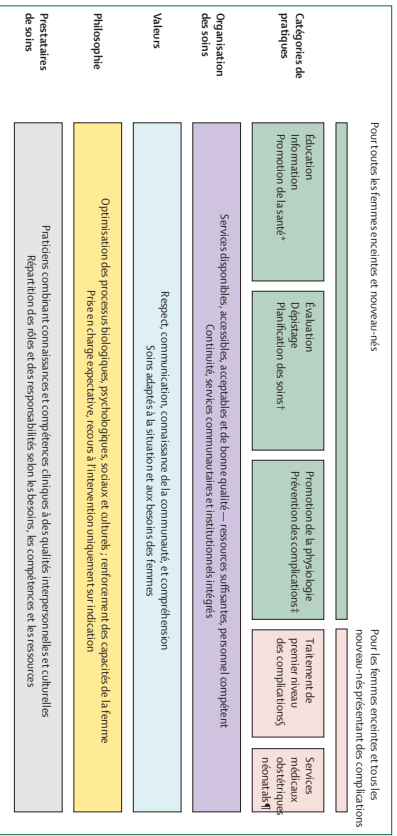 Pour toutes les femmes enceintes et nouveau-nés
Pour les femmes enceintes et tous les
nouveau-nés présentant des complications
Catégories de
pratiques
Éducation
Information
Promotion de la santé*
Évaluation
Dépistage
Planification des soins†
Promotion de la physiologie
Prévention des complications‡
Traitement de
premier niveau
des complications§
Services
médicaux
obstétriques
néonatals¶
Organisation
des soins
Services disponibles, accessibles, acceptables et de bonne qualité — ressources suffisantes, personnel compétent
Continuité, services communautaires et institutionnels intégrés
Valeurs
Respect, communication, connaissance de la communauté, et compréhension
Soins adaptés à la situation et aux besoins des femmes
Philosophie
Optimisation des processus biologiques, psychologiques, sociaux et culturels ; renforcement des capacités de la femme
Prise en charge expectative, recours à l'intervention uniquement sur indication
Prestataires
de soins
Praticiens combinant connaissances et compétences cliniques à des qualités interpersonnelles et culturelles
Répartition des rôles et des responsabilités selon les besoins, les compétences et les ressources